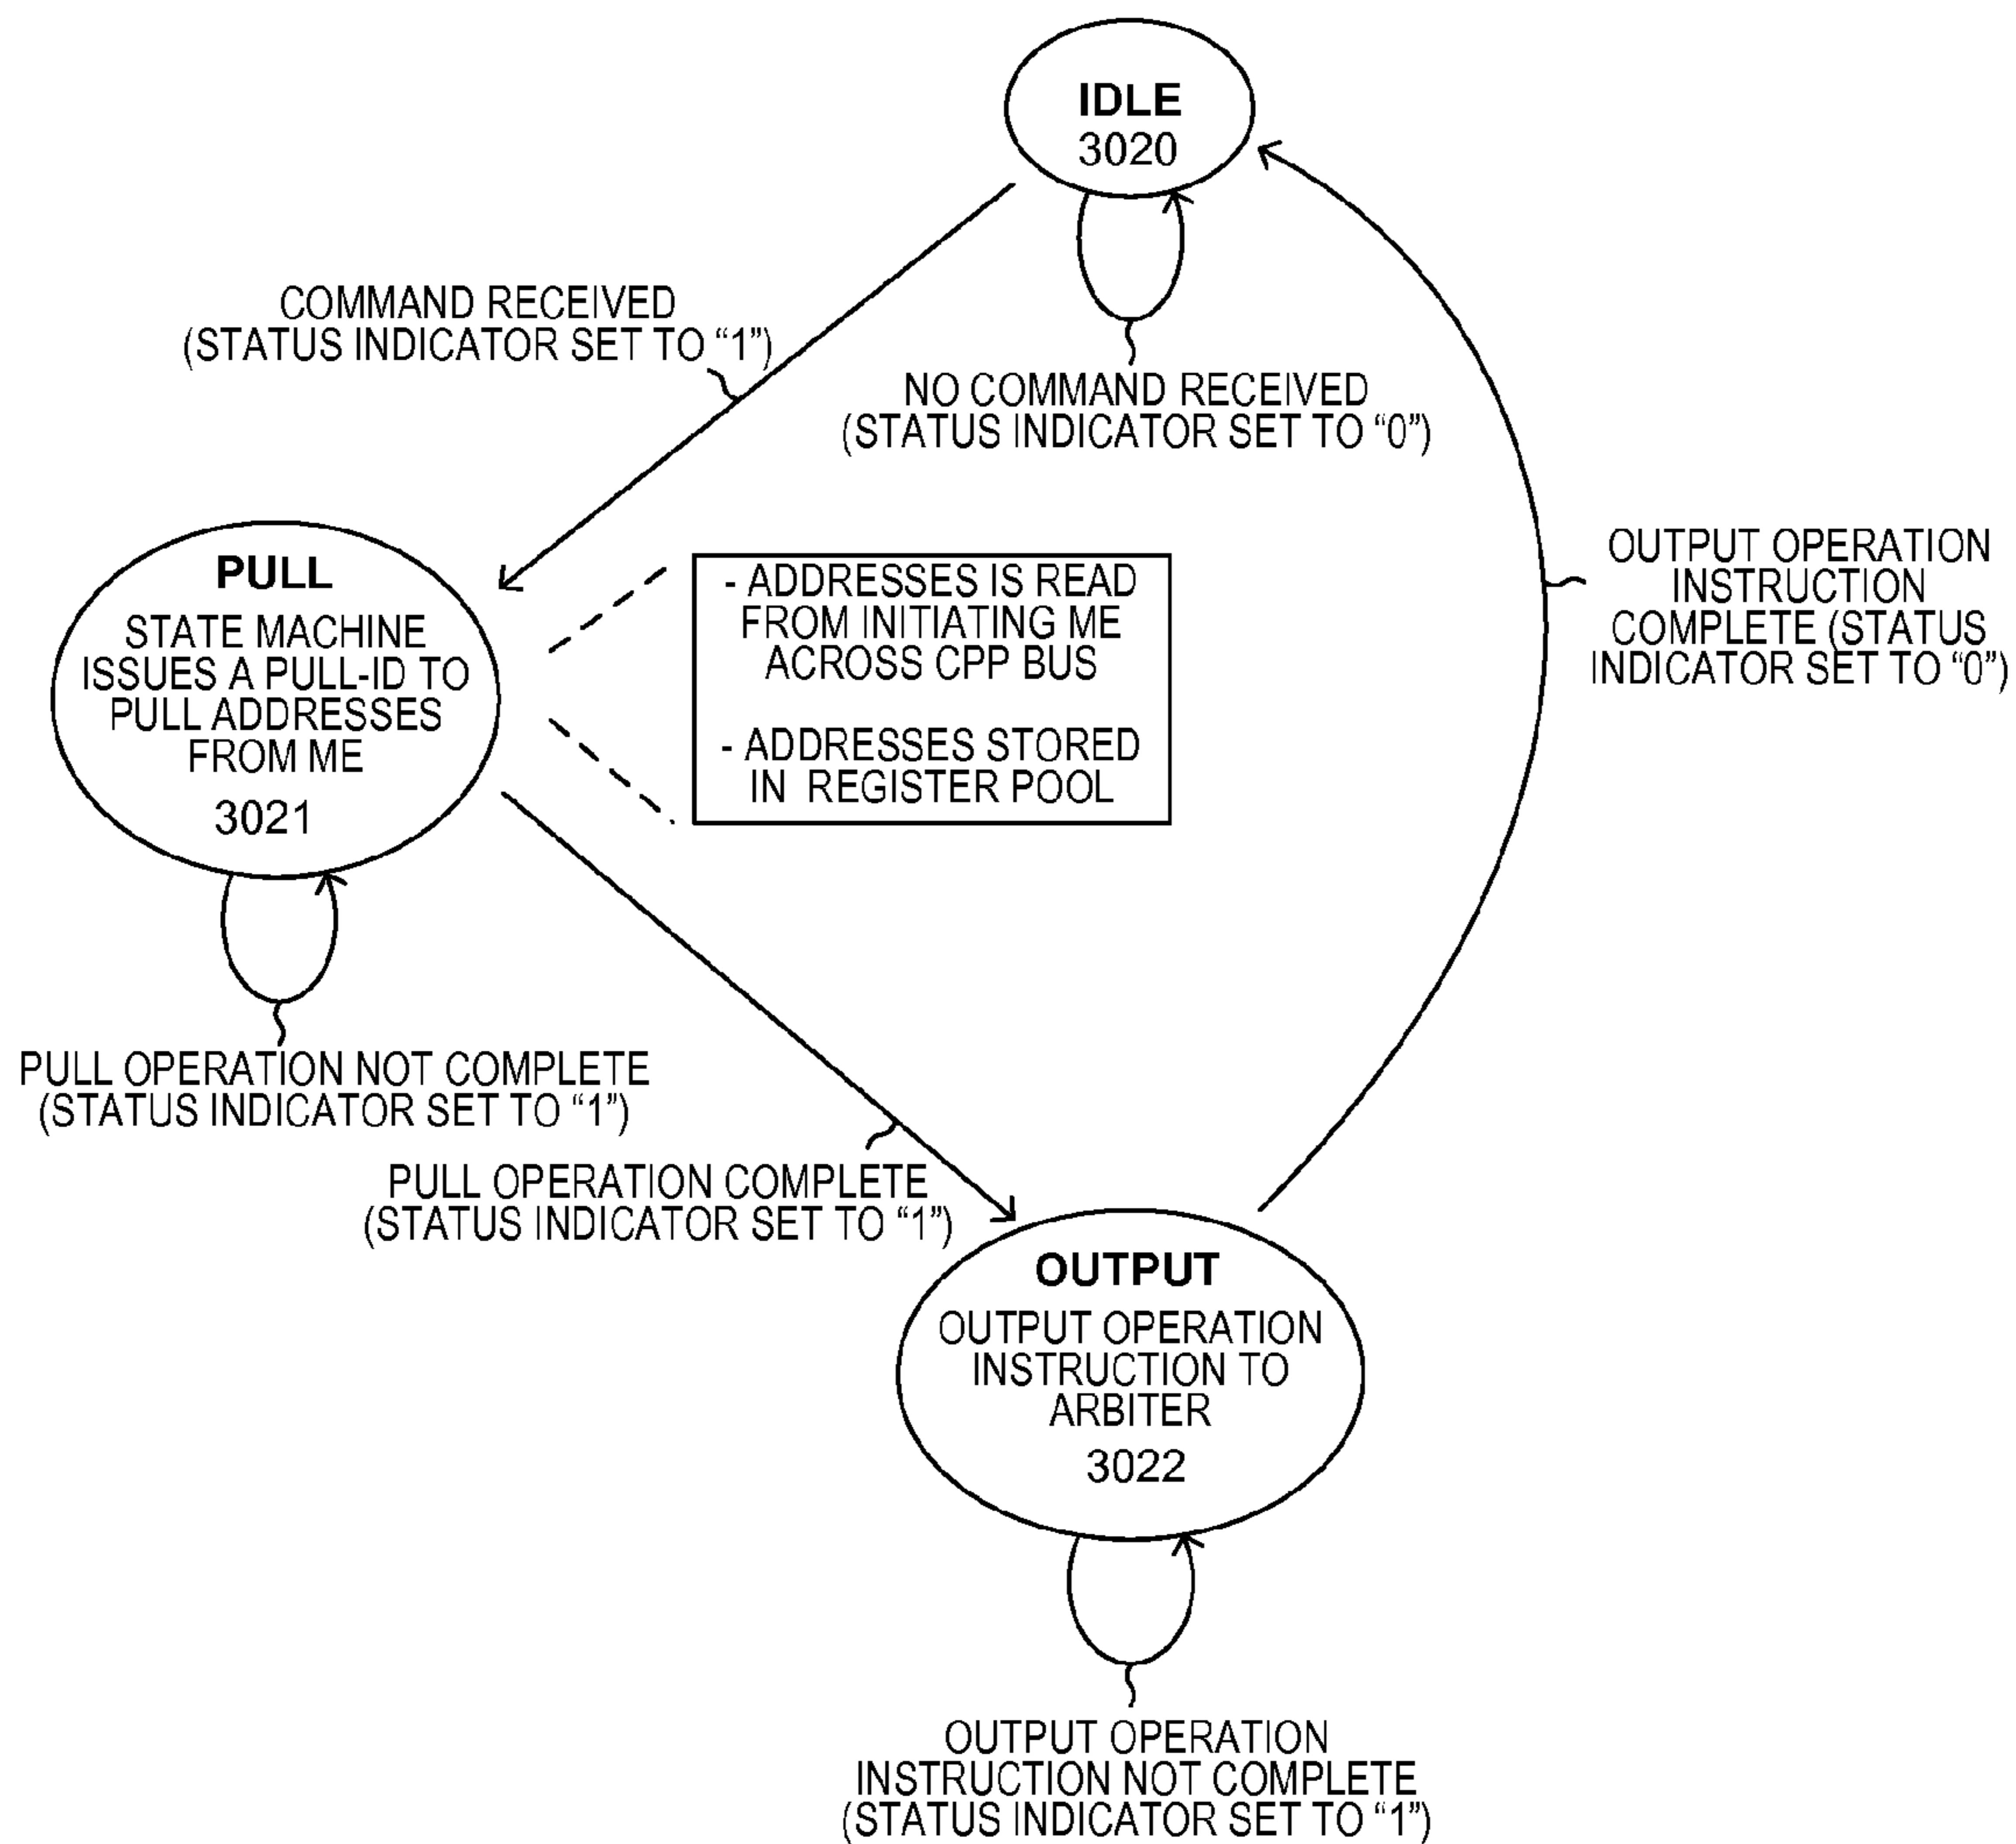 IDLE
3020
COMMAND RECEIVED
(STATUS INDICATOR SET TO “1”)
NO COMMAND RECEIVED
(STATUS INDICATOR SET TO “0”)
PULL
STATE MACHINE
ISSUES A PULL-ID TO
PULL ADDRESSES
FROM ME
3021
- ADDRESSES IS READ
FROM INITIATING ME
ACROSS CPP BUS
- ADDRESSES STORED
IN REGISTER POOL
OUTPUT OPERATION
INSTRUCTION
COMPLETE (STATUS
INDICATOR SET TO “0”)
PULL OPERATION NOT COMPLETE
(STATUS INDICATOR SET TO “1”)
PULL OPERATION COMPLETE
(STATUS INDICATOR SET TO “1”)
OUTPUT
OUTPUT OPERATION
INSTRUCTION TO
ARBITER
3022
OUTPUT OPERATION
INSTRUCTION NOT COMPLETE
(STATUS INDICATOR SET TO “1”)